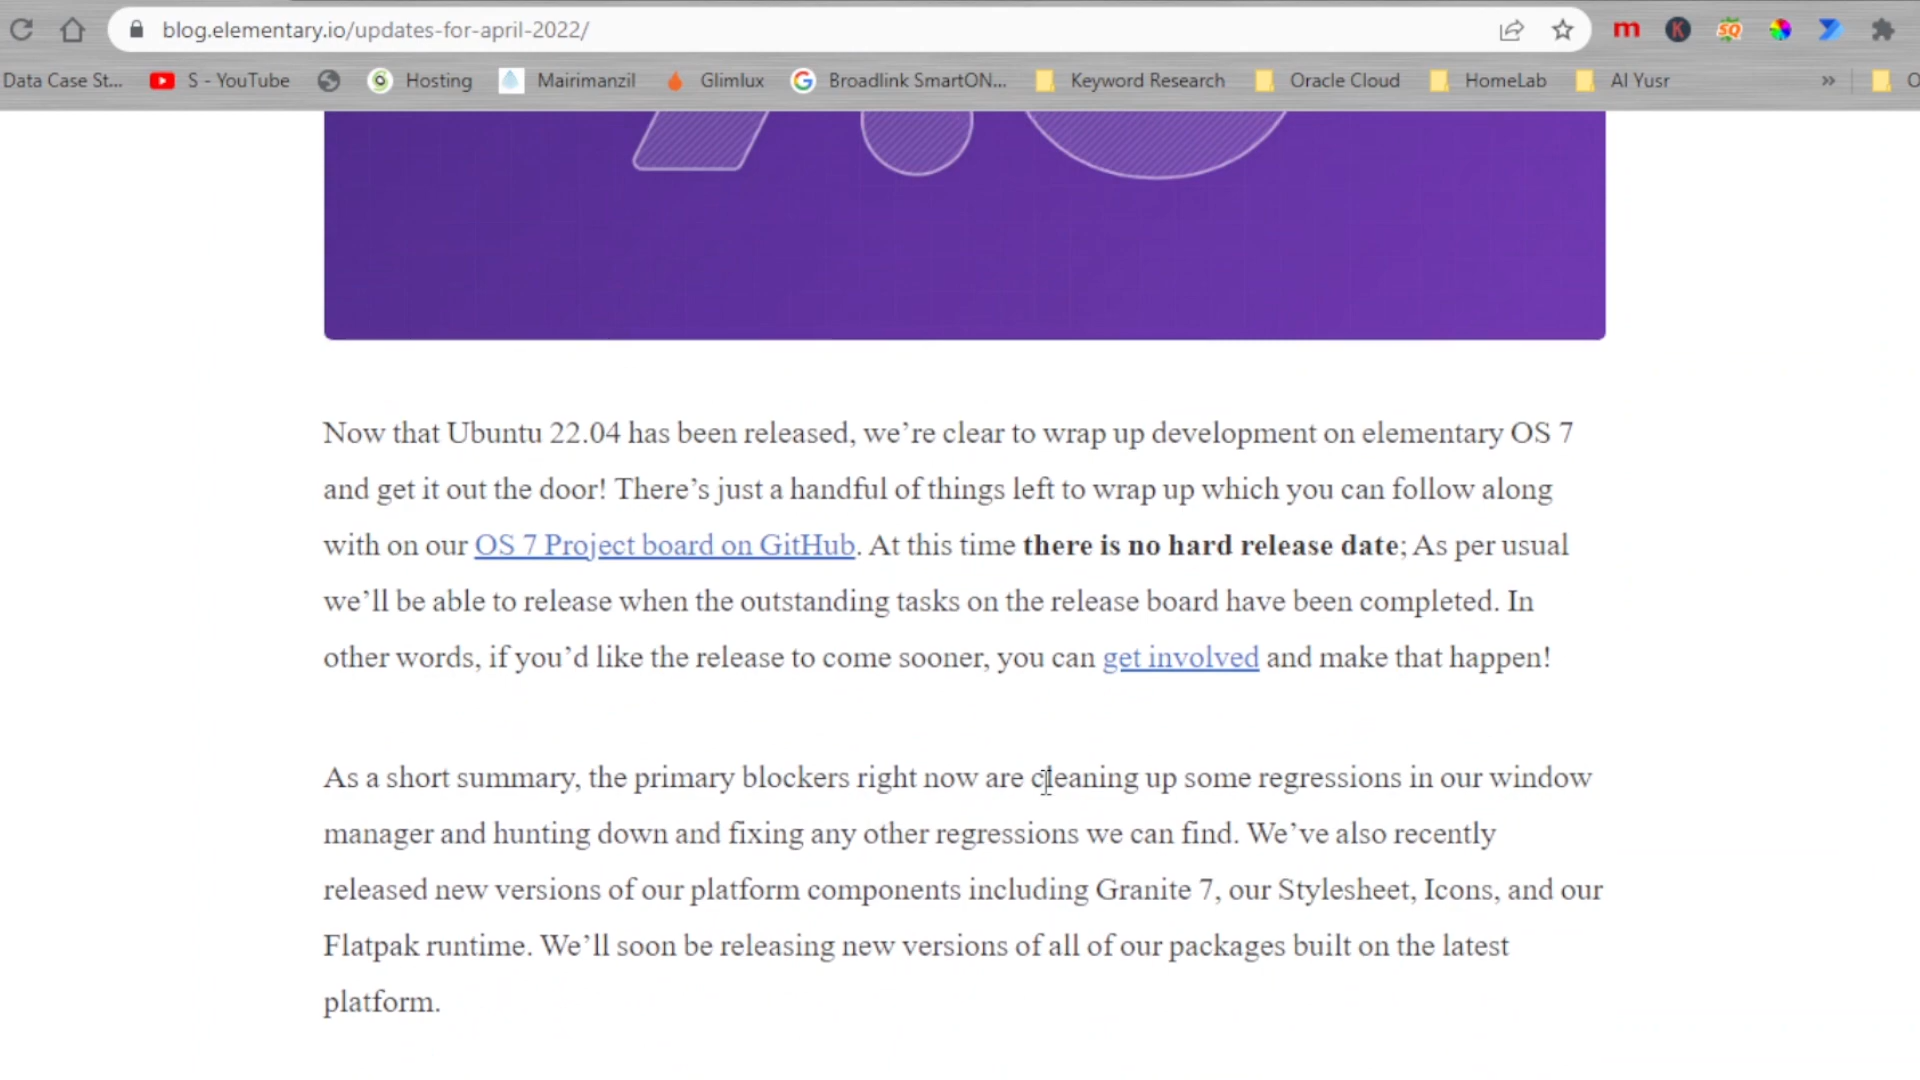 blog.elementary.io/updates-for-april-2022/
m K SQ
Data Case St... S - YouTube Hosting Mairimanzil Glimlux Broadlink SmartON... Keyword Research Oracle Cloud HomeLab Al Yusr » O
7.0
Now that Ubuntu 22.04 has been released, we’re clear to wrap up development on elementary OS 7
and get it out the door! There’s just a handful of things left to wrap up which you can follow along
with on our OS 7 Project board on GitHub. At this time there is no hard release date; As per usual
we’ll be able to release when the outstanding tasks on the release board have been completed. In
other words, if you’d like the release to come sooner, you can get involved and make that happen!
As a short summary, the primary blockers right now are cleaning up some regressions in our window
manager and hunting down and fixing any other regressions we can find. We’ve also recently
released new versions of our platform components including Granite 7, our Stylesheet, Icons, and our
Flatpak runtime. We’ll soon be releasing new versions of all of our packages built on the latest
platform.